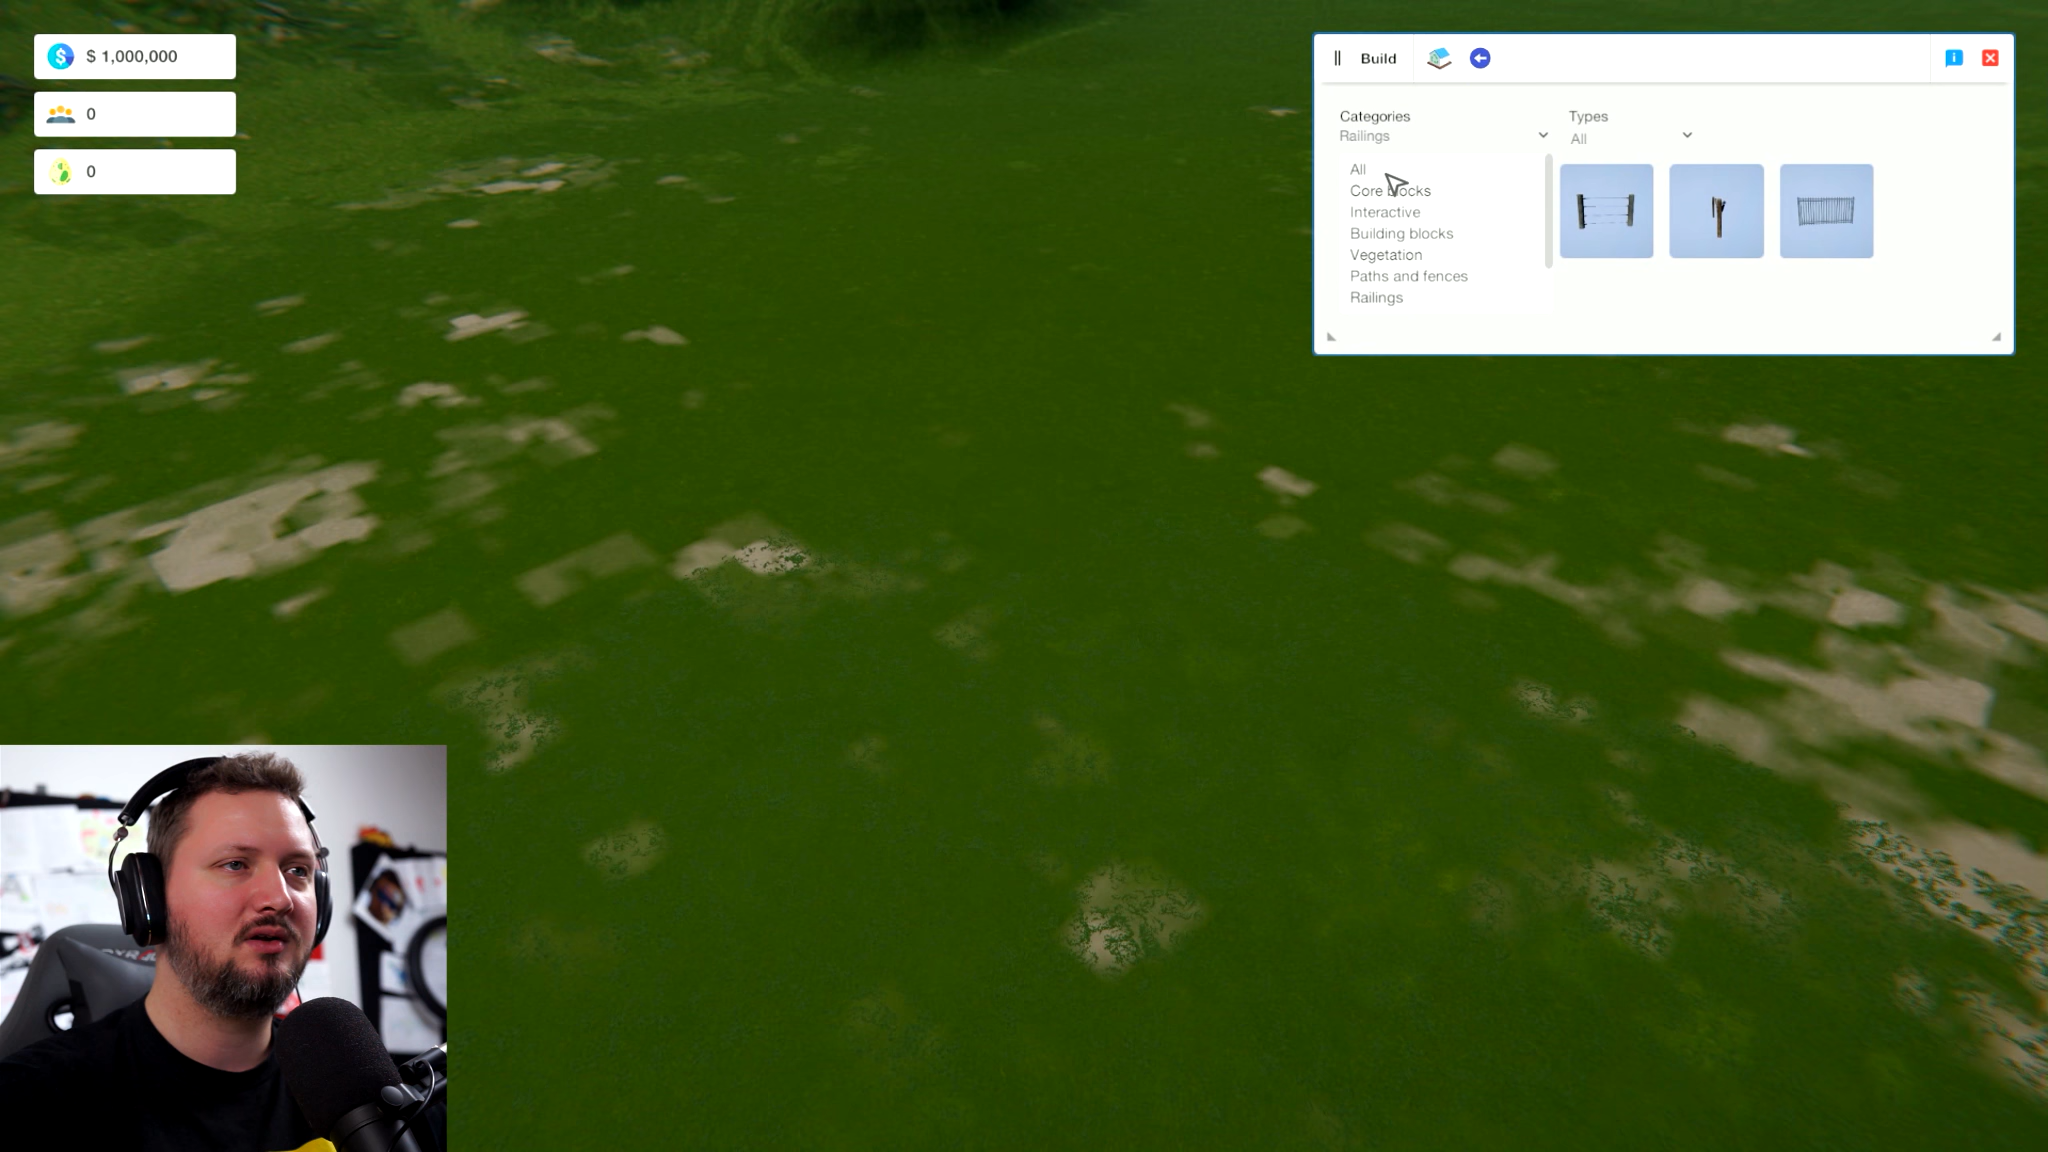 $ 1,000,000
0
0
Build
Categories
Railings
Types
All
All
Core blocks
Interactive
Building blocks
Vegetation
Paths and fences
Railings